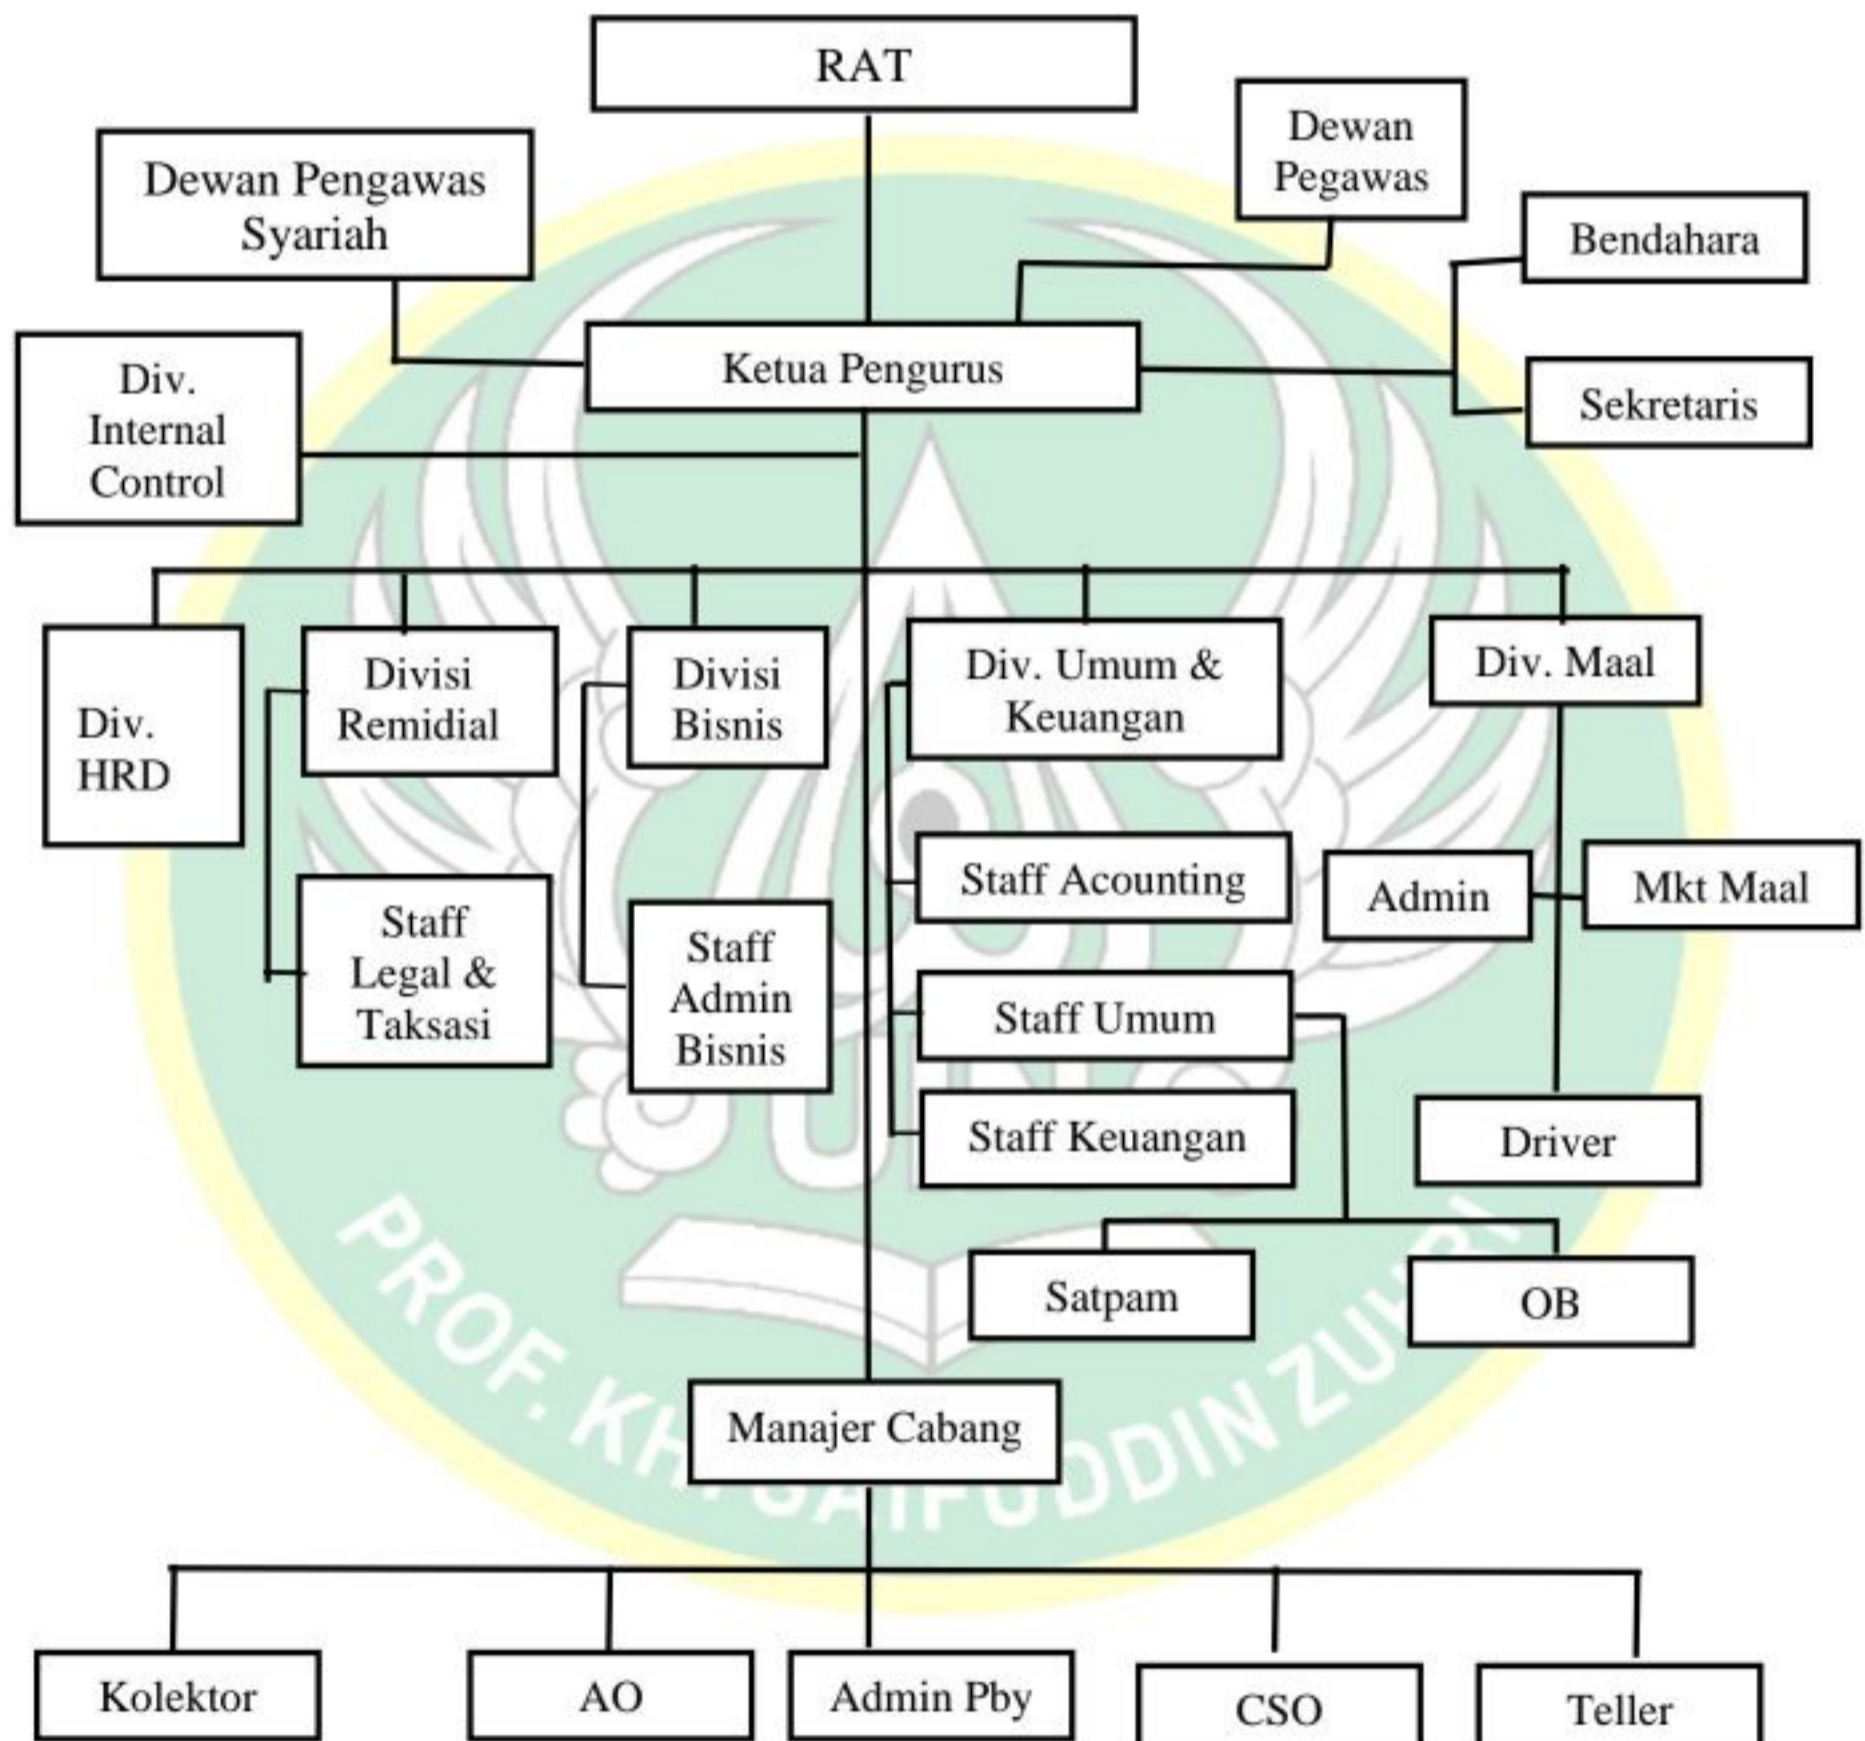 RAT
Dewan
Pegawas
Dewan Pengawas
Syariah
Bendahara
Ketua Pengurus
Div.
Internal
Control
Sekretaris
Div.
HRD
Divisi
Remidial
Divisi
Bisnis
Div. Umum &
Keuangan
Div. Maal
Staff
Legal &
Taksasi
Staff
Admin
Bisnis
Staff Acounting
Admin
Mkt Maal
Staff Umum
Staff Keuangan
Driver
Satpam
OB
Manajer Cabang
Kolektor
AO
Admin Pby
CSO
Teller
PROF. KH. SAIFUDDIN ZUHRI